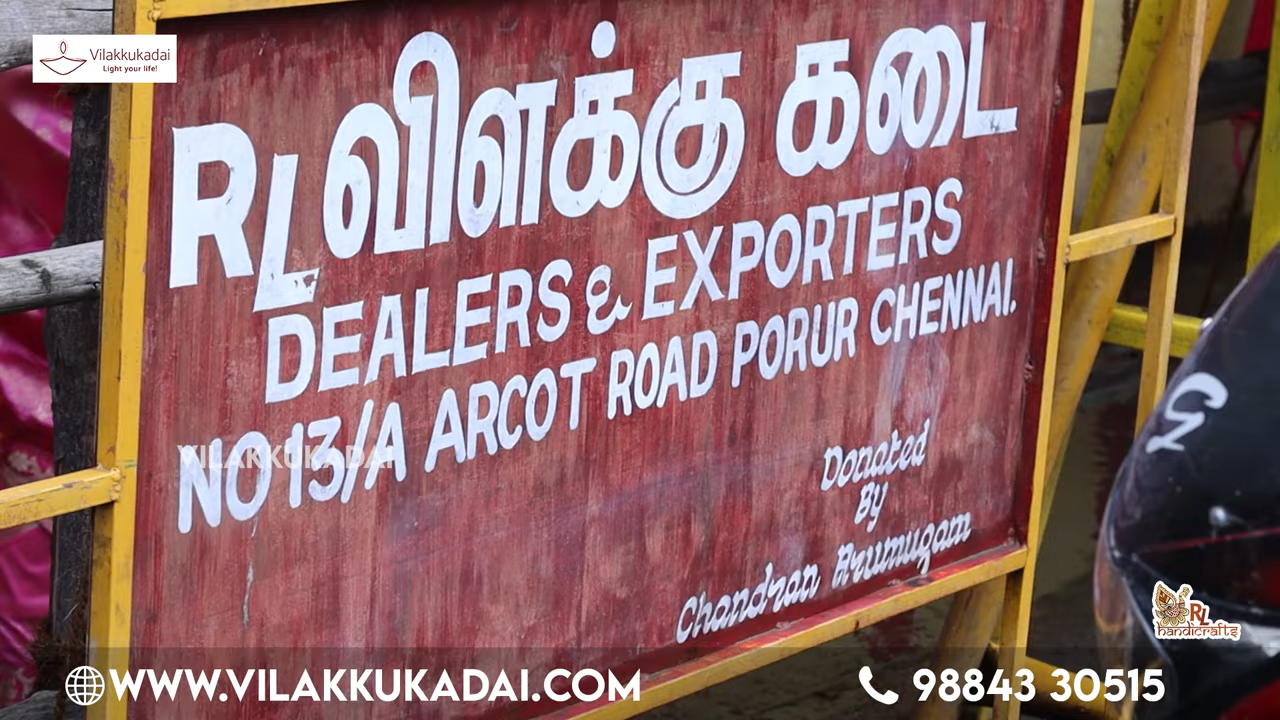 Vilakkukadai
Light your life!
RL விளக்கு கடை
DEALERS & EXPORTERS
NO 13/A ARCOT ROAD PORUR CHENNAI.
VILAKKUKADAI
Donated
By
Chandran Arumugam
G
RL
handicrafts
WWW.VILAKKUKADAI.COM
98843 30515